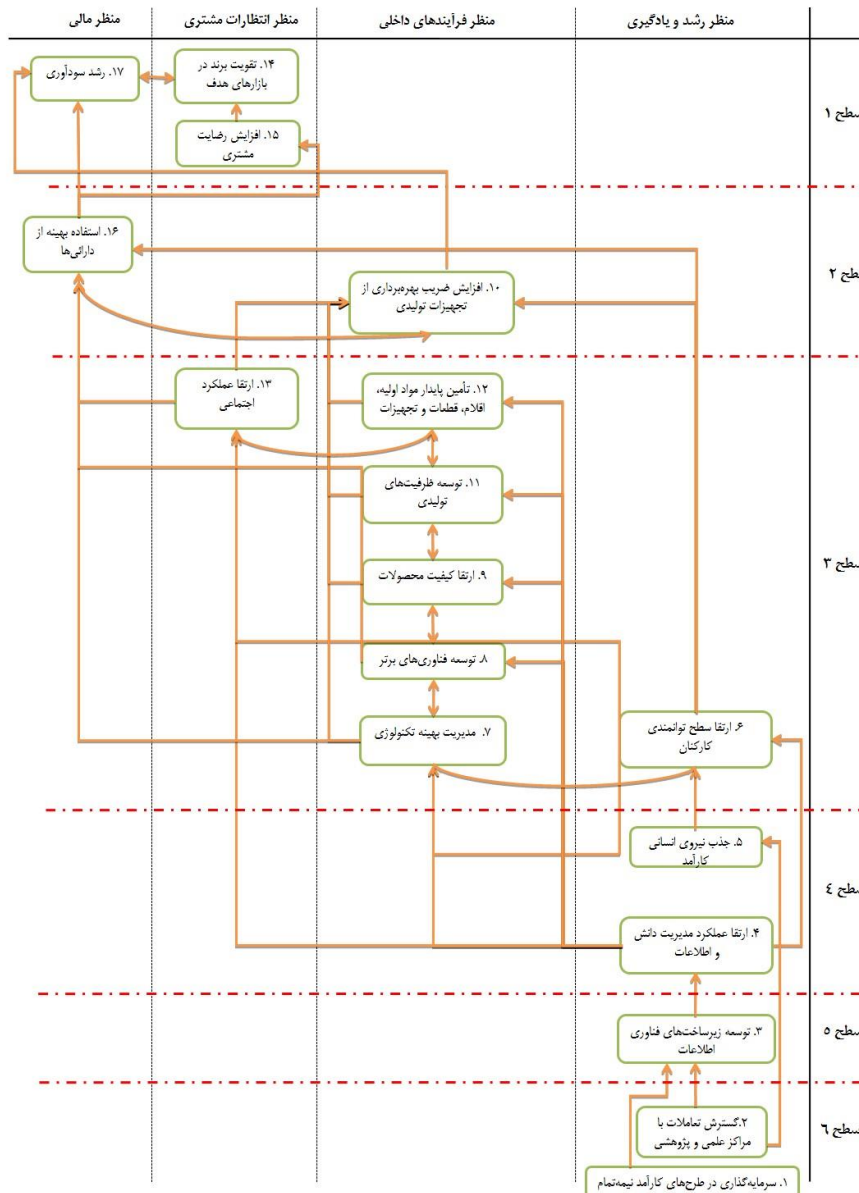 منظر رشد و یادگیری
منظر فرآیندهای داخلی
منظر انتظارات مشتری
منظر مالی
سطح ۱
۱۴. تقویت برند در
بازارهای هدف
۱۷. رشد سودآوری
۱۵. افزایش رضایت
مشتری
سطح ۲
۱۶. استفاده بهینه از
دارائی‌ها
۱۰. افزایش ضریب بهره‌برداری از
تجهیزات تولیدی
سطح ۳
۱۲. تأمین پایدار مواد اولیه،
اقلام، قطعات و تجهیزات
۱۳. ارتقا عملکرد
اجتماعی
۱۱. توسعه ظرفیت‌های
تولیدی
۹. ارتقا کیفیت محصولات
۸. توسعه فناوری‌های برتر
۶. ارتقا سطح توانمندی
کارکنان
۷. مدیریت بهینه تکنولوژی
سطح ٤
۵. جذب نیروی انسانی
کارآمد
۴. ارتقا عملکرد مدیریت دانش
و اطلاعات
سطح ٥
۳. توسعه زیرساخت‌های فناوری
اطلاعات
سطح ٦
۲.گسترش تعاملات با
مراکز علمی و پژوهشی
۱. سرمایه‌گذاری در طرح‌های کارآمد نیمه‌تمام